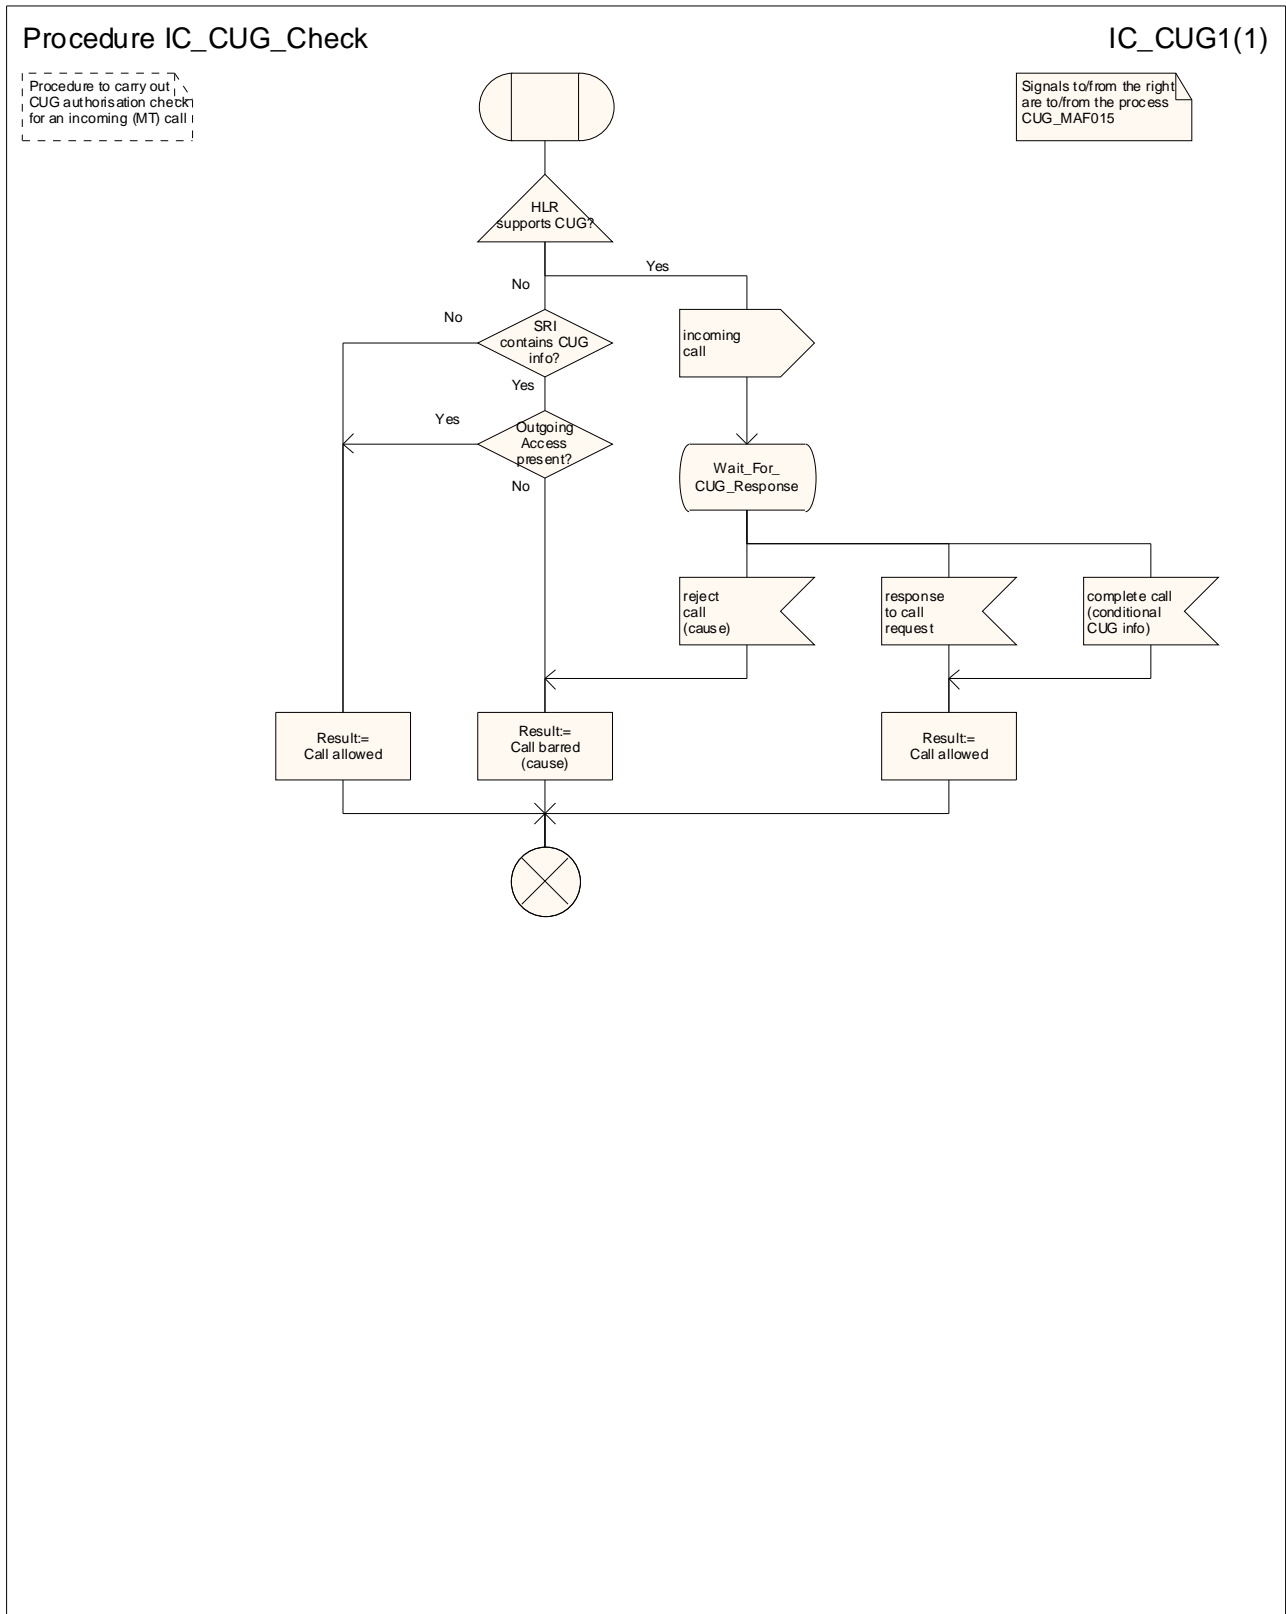 Procedure IC_CUG_Check
IC_CUG1(1)
Procedure to carry out
CUG authorisation check
for an incoming (MT) call
Signals to/from the right
are to/from the process
CUG_MAF015
HLR
supports CUG?
Yes
No
No
SRI
contains CUG
info?
incoming
call
Yes
Yes
Outgoing
Access
present?
No
Wait_For_
CUG_Response
reject
call
(cause)
response
to call
request
complete call
(conditional
CUG info)
Result:=
Call allowed
Result:=
Call barred
(cause)
Result:=
Call allowed